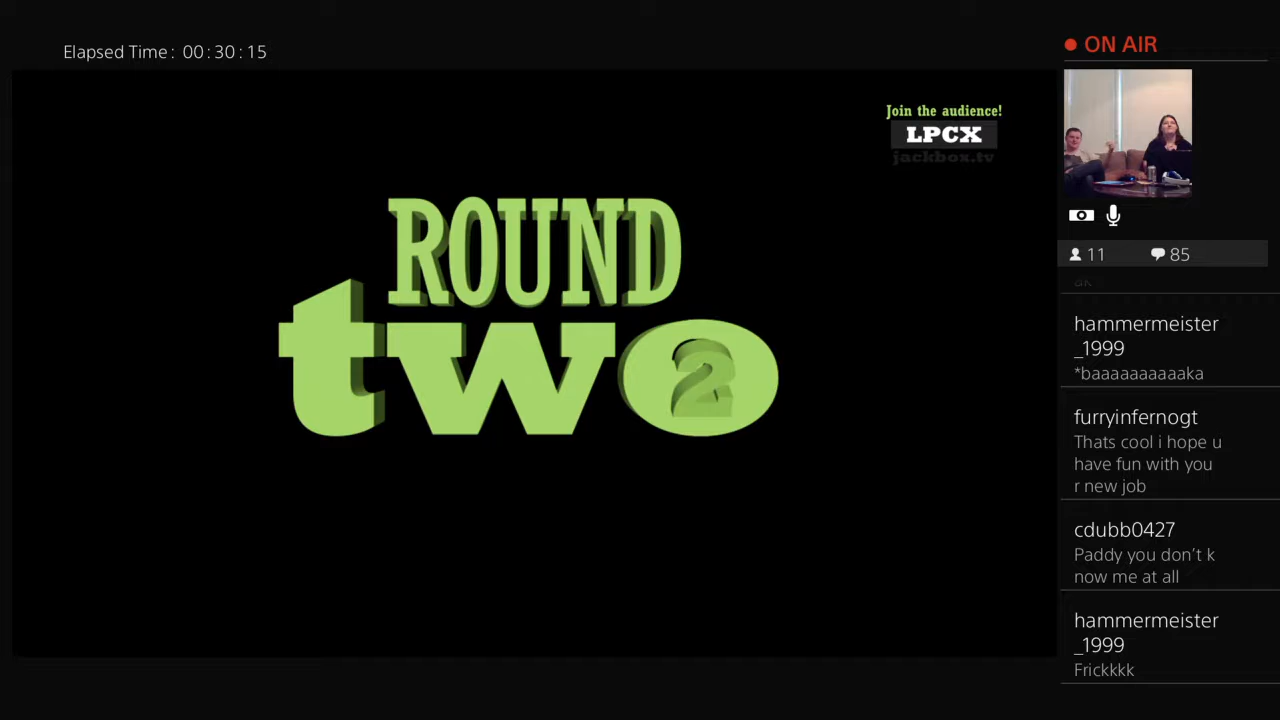 Elapsed Time: 00:30:15
ON AIR
Join the audience!
LPCX
jackbox.tv
ROUND
two
2
11 85
hammermeister
_1999
*baaaaaaaaaaka
furryinfernogt
Thats cool i hope u
have fun with you
r new job
cdubb0427
Paddy you don't k
now me at all
hammermeister
_1999
Frickkkk